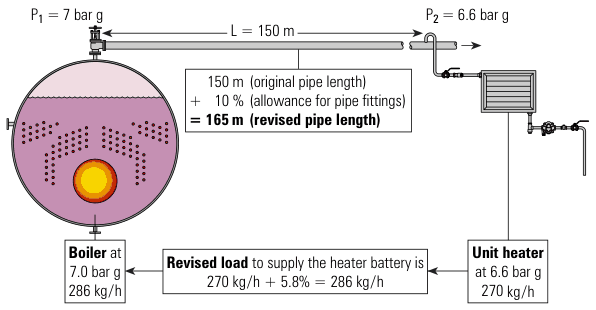 P₁ = 7 bar g
L = 150 m
P₂ = 6.6 bar g
150 m (original pipe length)
+ 10 % (allowance for pipe fittings)
= 165 m (revised pipe length)
Boiler at
7.0 bar g
286 kg/h
Revised load to supply the heater battery is
270 kg/h + 5.8% = 286 kg/h
Unit heater
at 6.6 bar g
270 kg/h